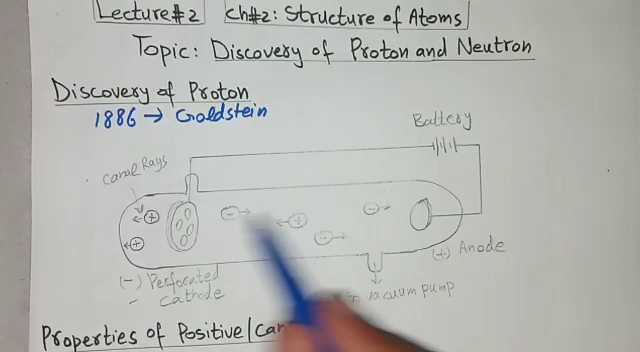 Lecture#2 Ch#2: Structure of Atoms
Topic: Discovery of Proton and Neutron
Discovery of Proton
1886 → Goldstein
Battery
Canal Rays
+
-
+
-
-
+
(+) Anode
(-) Perforated
cathode
vacuum pump
Properties of Positive/Can